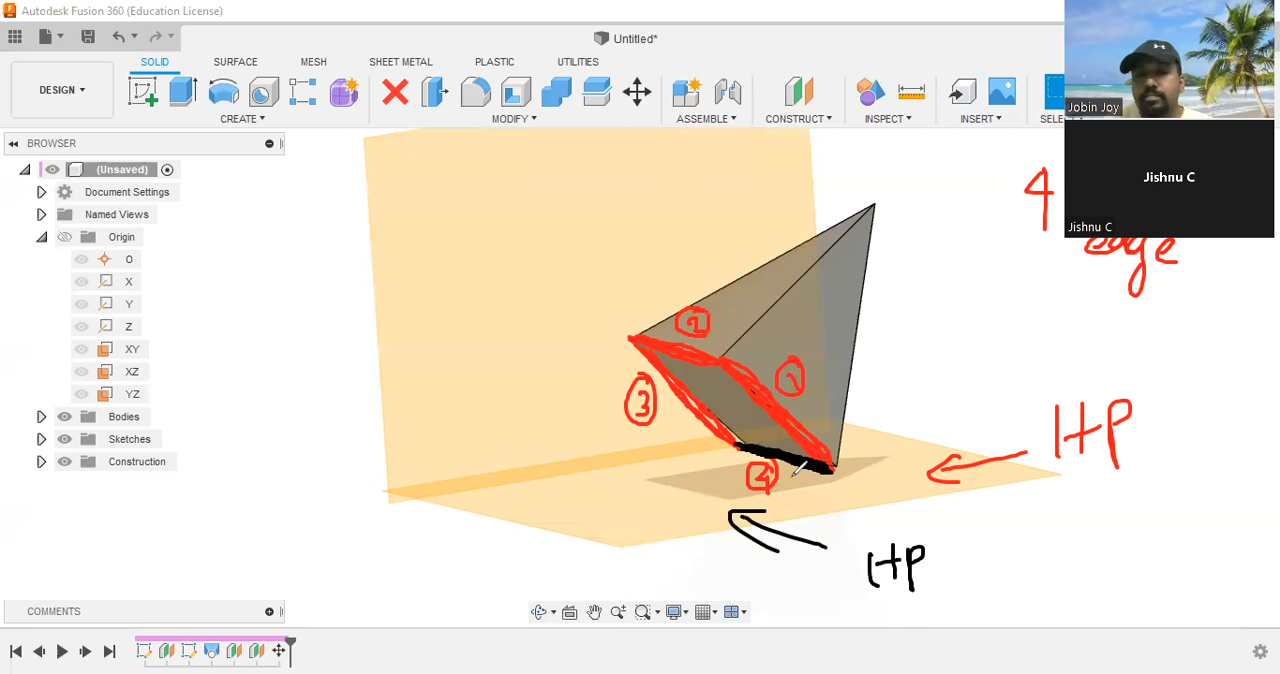 Autodesk Fusion 360 (Education License)
Untitled*
SOLID SURFACE MESH SHEET METAL PLASTIC UTILITIES
DESIGN
CREATE MODIFY ASSEMBLE CONSTRUCT INSPECT INSERT
Jobin Joy
Jishnu C
Jishnu C
BROWSER
(Unsaved)
Document Settings
Named Views
Origin
O
X
Y
Z
XY
XZ
YZ
Bodies
Sketches
Construction
4
edge
3
4
HP
HP
COMMENTS